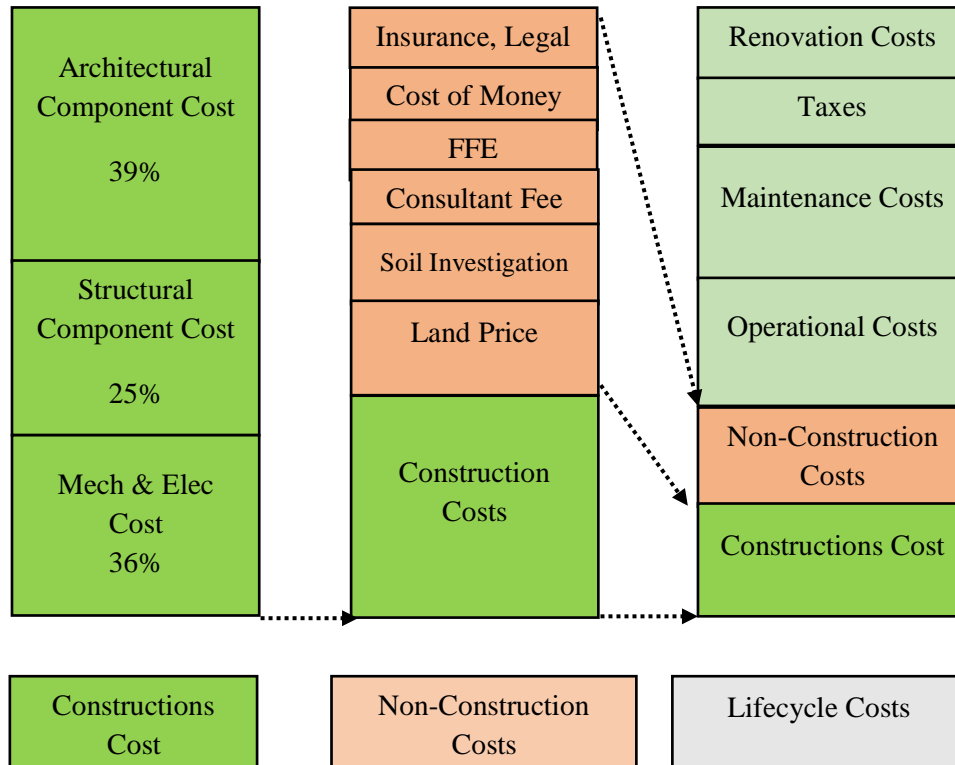 Architectural
Component Cost
39%
Structural
Component Cost
25%
Mech & Elec
Cost
36%
Insurance, Legal
Cost of Money
FFE
Consultant Fee
Soil Investigation
Land Price
Construction
Costs
Renovation Costs
Taxes
Maintenance Costs
Operational Costs
Non-Construction
Costs
Constructions Cost
Constructions
Cost
Non-Construction
Costs
Lifecycle Costs